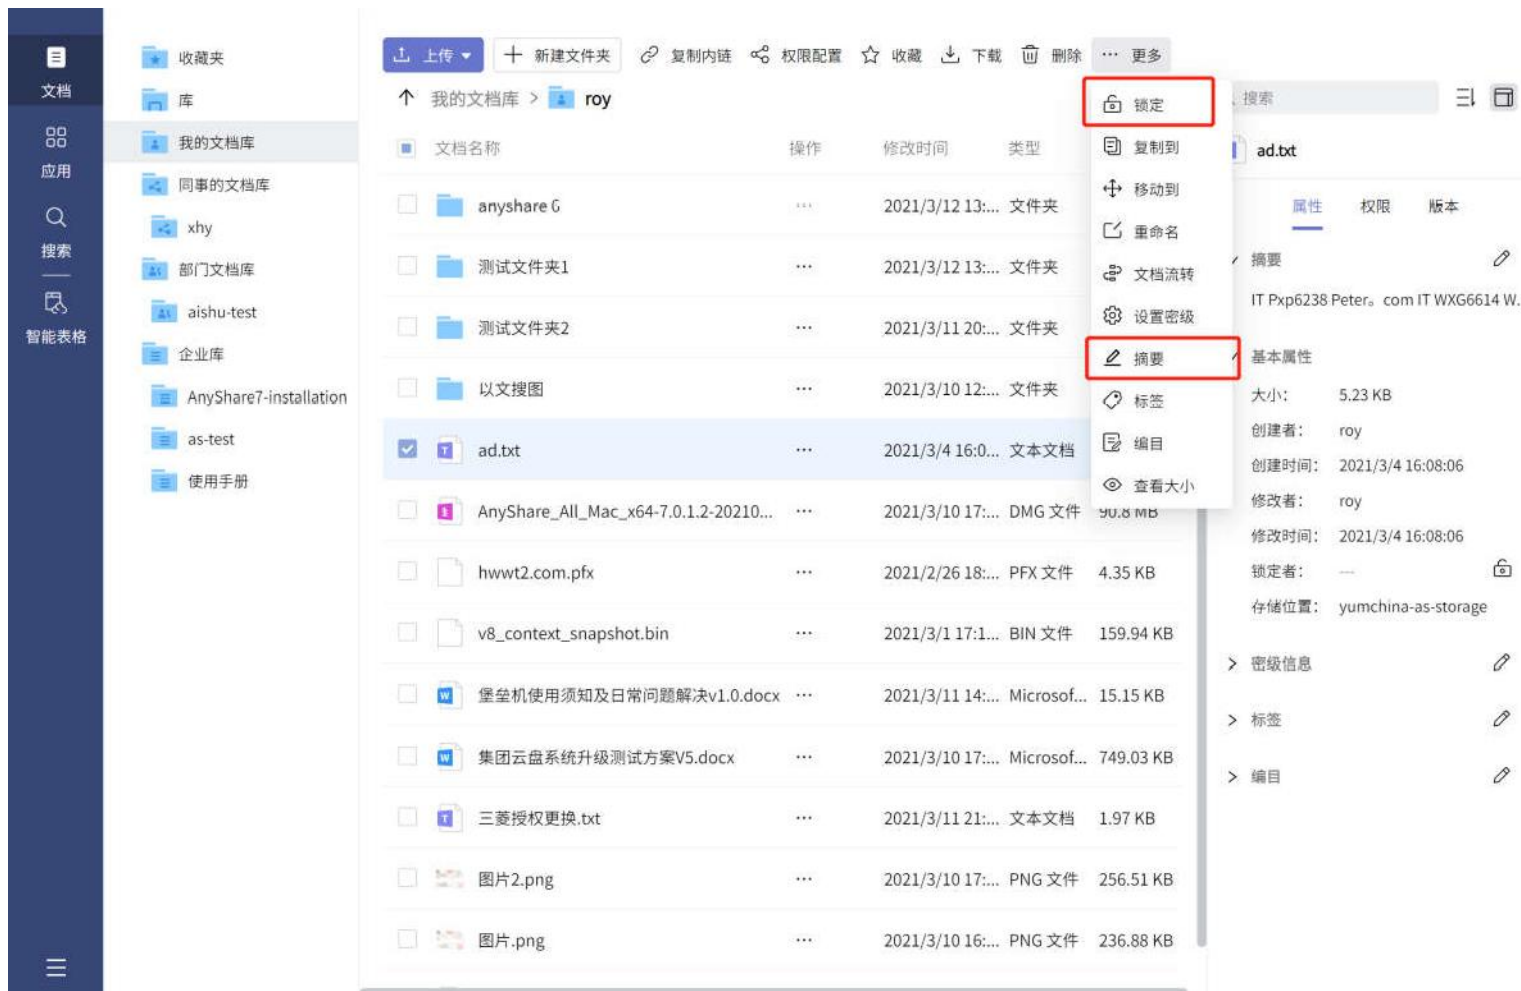 文档
应用
搜索
智能表格
收藏夹
库
我的文档库
同事的文档库
xhy
部门文档库
aishu-test
企业库
AnyShare7-installation
as-test
使用手册
上传 新建文件夹 复制内链 权限配置 收藏 下载 删除 ··· 更多
我的文档库 > roy
文档名称 操作 修改时间 类型
anyshare 6 ··· 2021/3/12 13:... 文件夹
测试文件夹1 ··· 2021/3/12 13:... 文件夹
测试文件夹2 ··· 2021/3/11 20:... 文件夹
以文搜图 ··· 2021/3/10 12:... 文件夹
ad.txt ··· 2021/3/4 16:0... 文本文档
AnyShare_All_Mac_x64-7.0.1.2-20210... ··· 2021/3/10 17:... DMG 文件 90.8 MB
hwwt2.com.pfx ··· 2021/2/26 18:... PFX 文件 4.35 KB
v8_context_snapshot.bin ··· 2021/3/1 17:1... BIN 文件 159.94 KB
堡垒机使用须知及日常问题解决v1.0.docx ··· 2021/3/11 14:... Microsof... 15.15 KB
集团云盘系统升级测试方案V5.docx ··· 2021/3/10 17:... Microsof... 749.03 KB
三菱授权更换.txt ··· 2021/3/11 21:... 文本文档 1.97 KB
图片2.png ··· 2021/3/10 17:... PNG 文件 256.51 KB
图片.png ··· 2021/3/10 16:... PNG 文件 236.88 KB
锁定
复制到
移动到
重命名
文档流转
设置密级
摘要
标签
编目
查看大小
搜索
ad.txt
属性 权限 版本
摘要
IT Pxp6238 Peter。com IT WXG6614 W.
基本属性
大小： 5.23 KB
创建者： roy
创建时间： 2021/3/4 16:08:06
修改者： roy
修改时间： 2021/3/4 16:08:06
锁定者： ---
存储位置： yumchina-as-storage
密级信息
标签
编目